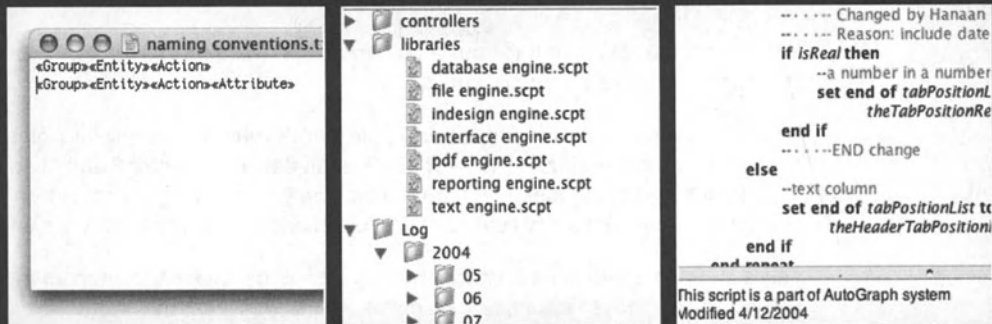 naming conventions.t
«Group»«Entity»«Action»
«Group»«Entity»«Action»«Attribute»
controllers
libraries
database engine.scpt
file engine.scpt
indesign engine.scpt
interface engine.scpt
pdf engine.scpt
reporting engine.scpt
text engine.scpt
Log
2004
05
06
07
-- - - --- Changed by Hanaan
-- - - --- Reason: include date
if isReal then
--a number in a number
set end of tabPositionL
theTabPositionRe
end if
-- - - ---END change
else
--text column
set end of tabPositionList to
theHeaderTabPosition
end if
end repeat
This script is a part of AutoGraph system
Modified 4/12/2004